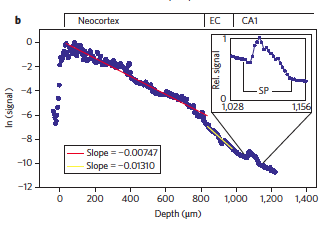 b
Neocortex EC CA1
0
−2
−4
−6
−8
−10
−12
ln (signal)
1
0
Rel. signal
SP
1,028 1,156
Slope = −0.00747
Slope = −0.01310
0 200 400 600 800 1,000 1,200 1,400
Depth (μm)